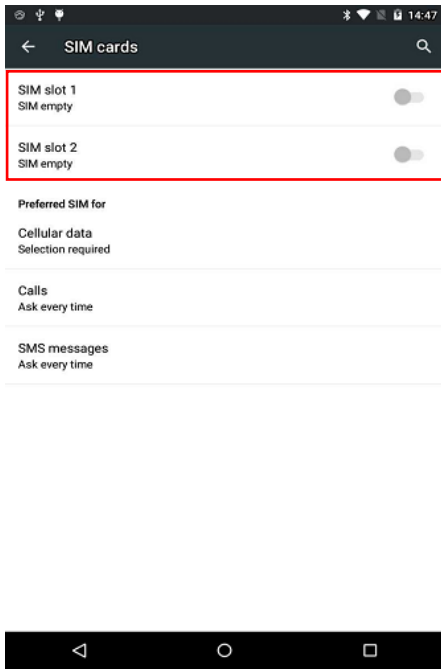 14:47
SIM cards
SIM slot 1
SIM empty
SIM slot 2
SIM empty
Preferred SIM for
Cellular data
Selection required
Calls
Ask every time
SMS messages
Ask every time